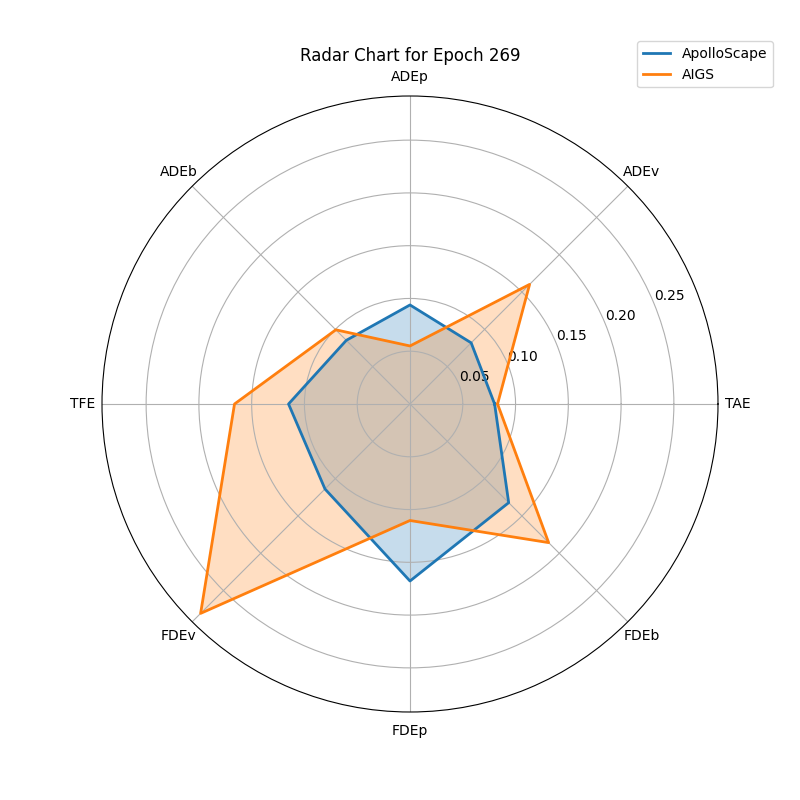 Radar Chart for Epoch 269
ApolloScape
AIGS
ADEp
ADEb
ADEv
0.25
0.20
0.15
0.10
0.05
TFE
TAE
FDEv
FDEb
FDEp